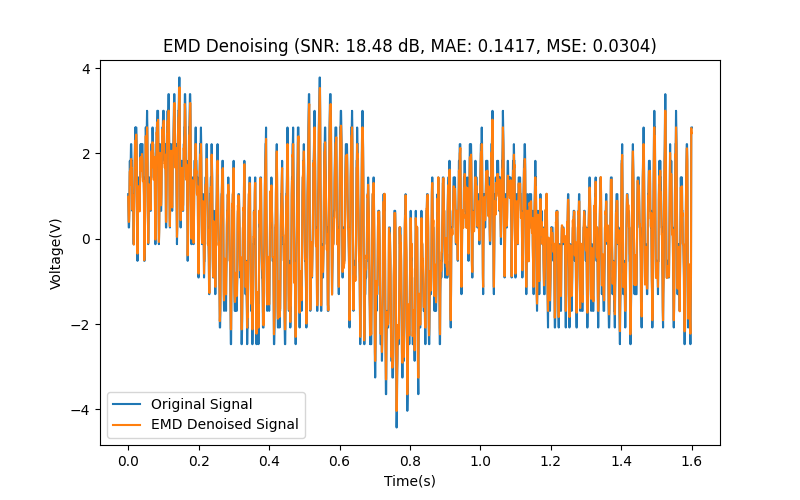 EMD Denoising (SNR: 18.48 dB, MAE: 0.1417, MSE: 0.0304)
4
2
0
−2
−4
Voltage(V)
Original Signal
EMD Denoised Signal
0.0 0.2 0.4 0.6 0.8 1.0 1.2 1.4 1.6
Time(s)